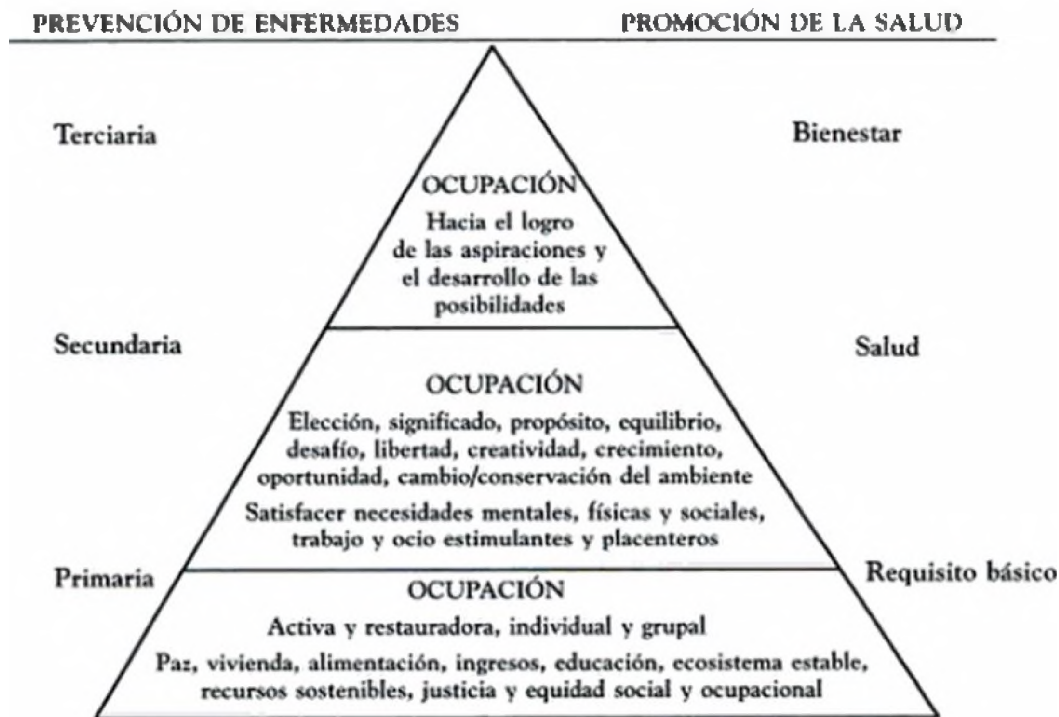 PREVENCIÓN DE ENFERMEDADES
PROMOCIÓN DE LA SALUD
Terciaria
Bienestar
OCUPACIÓN
Hacia el logro
de las aspiraciones y
el desarrollo de las
posibilidades
Secundaria
Salud
OCUPACIÓN
Elección, significado, propósito, equilibrio,
desafío, libertad, creatividad, crecimiento,
oportunidad, cambio/conservación del ambiente
Satisfacer necesidades mentales, físicas y sociales,
trabajo y ocio estimulantes y placenteros
Primaria
Requisito básico
OCUPACIÓN
Activa y restauradora, individual y grupal
Paz, vivienda, alimentación, ingresos, educación, ecosistema estable,
recursos sostenibles, justicia y equidad social y ocupacional